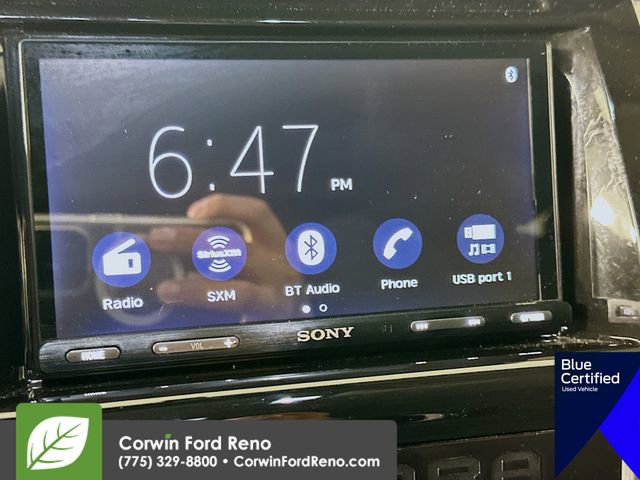 6:47 PM
SiriusXM
Radio
SXM
BT Audio
Phone
USB port 1
HOME
VOL
SONY
Blue
Certified
Used Vehicle
Corwin Ford Reno
(775) 329-8800 • CorwinFordReno.com